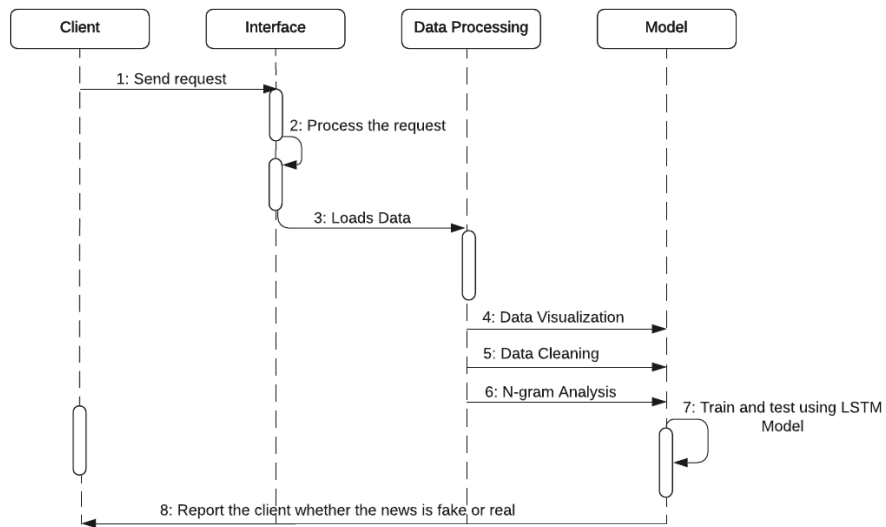 Client
Interface
Data Processing
Model
1: Send request
2: Process the request
3: Loads Data
4: Data Visualization
5: Data Cleaning
6: N-gram Analysis
7: Train and test using LSTM
Model
8: Report the client whether the news is fake or real